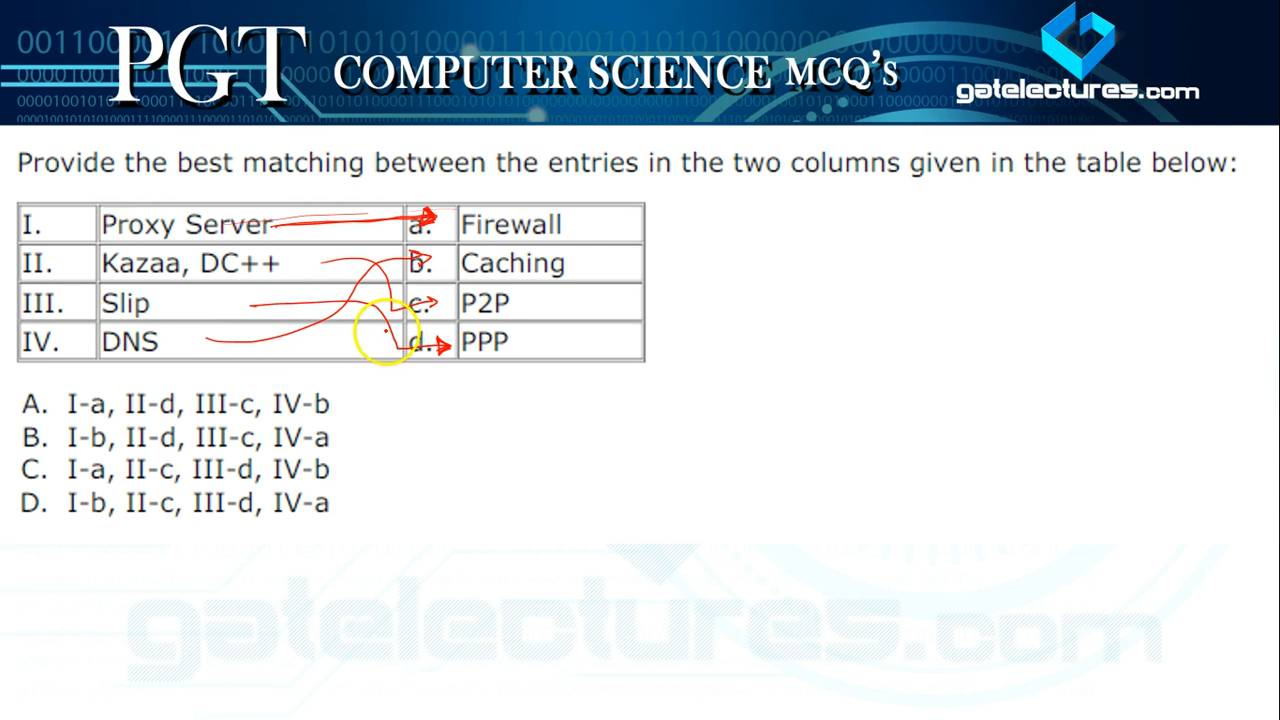 PGT COMPUTER SCIENCE MCQ'S
gatelectures.com
Provide the best matching between the entries in the two columns given in the table below:
I. Proxy Server a. Firewall
II. Kazaa, DC++ b. Caching
III. Slip c. P2P
IV. DNS d. PPP
A. I-a, II-d, III-c, IV-b
B. I-b, II-d, III-c, IV-a
C. I-a, II-c, III-d, IV-b
D. I-b, II-c, III-d, IV-a
gatelectures.com